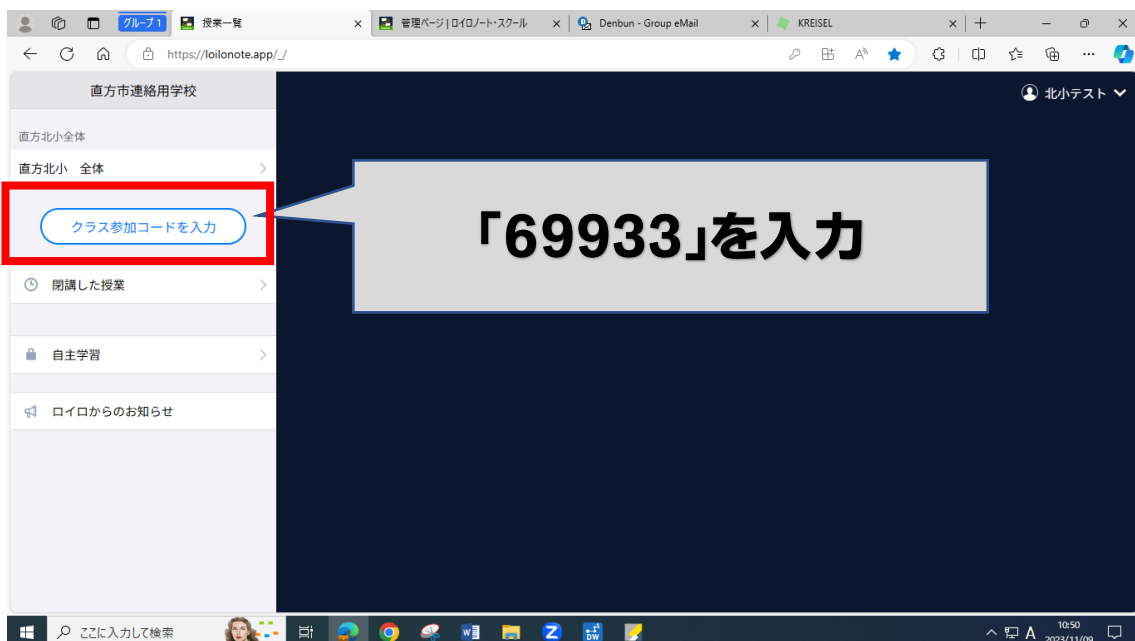 グループ1
授業一覧
管理ページ | ロイロノート・スクール
Denbun - Group eMail
KREISEL
https://loilonote.app/_/
直方市連絡用学校
北小テスト
直方北小全体
直方北小 全体
クラス参加コードを入力
「69933」を入力
閉講した授業
自主学習
ロイロからのお知らせ
ここに入力して検索
10:50
2023/11/09